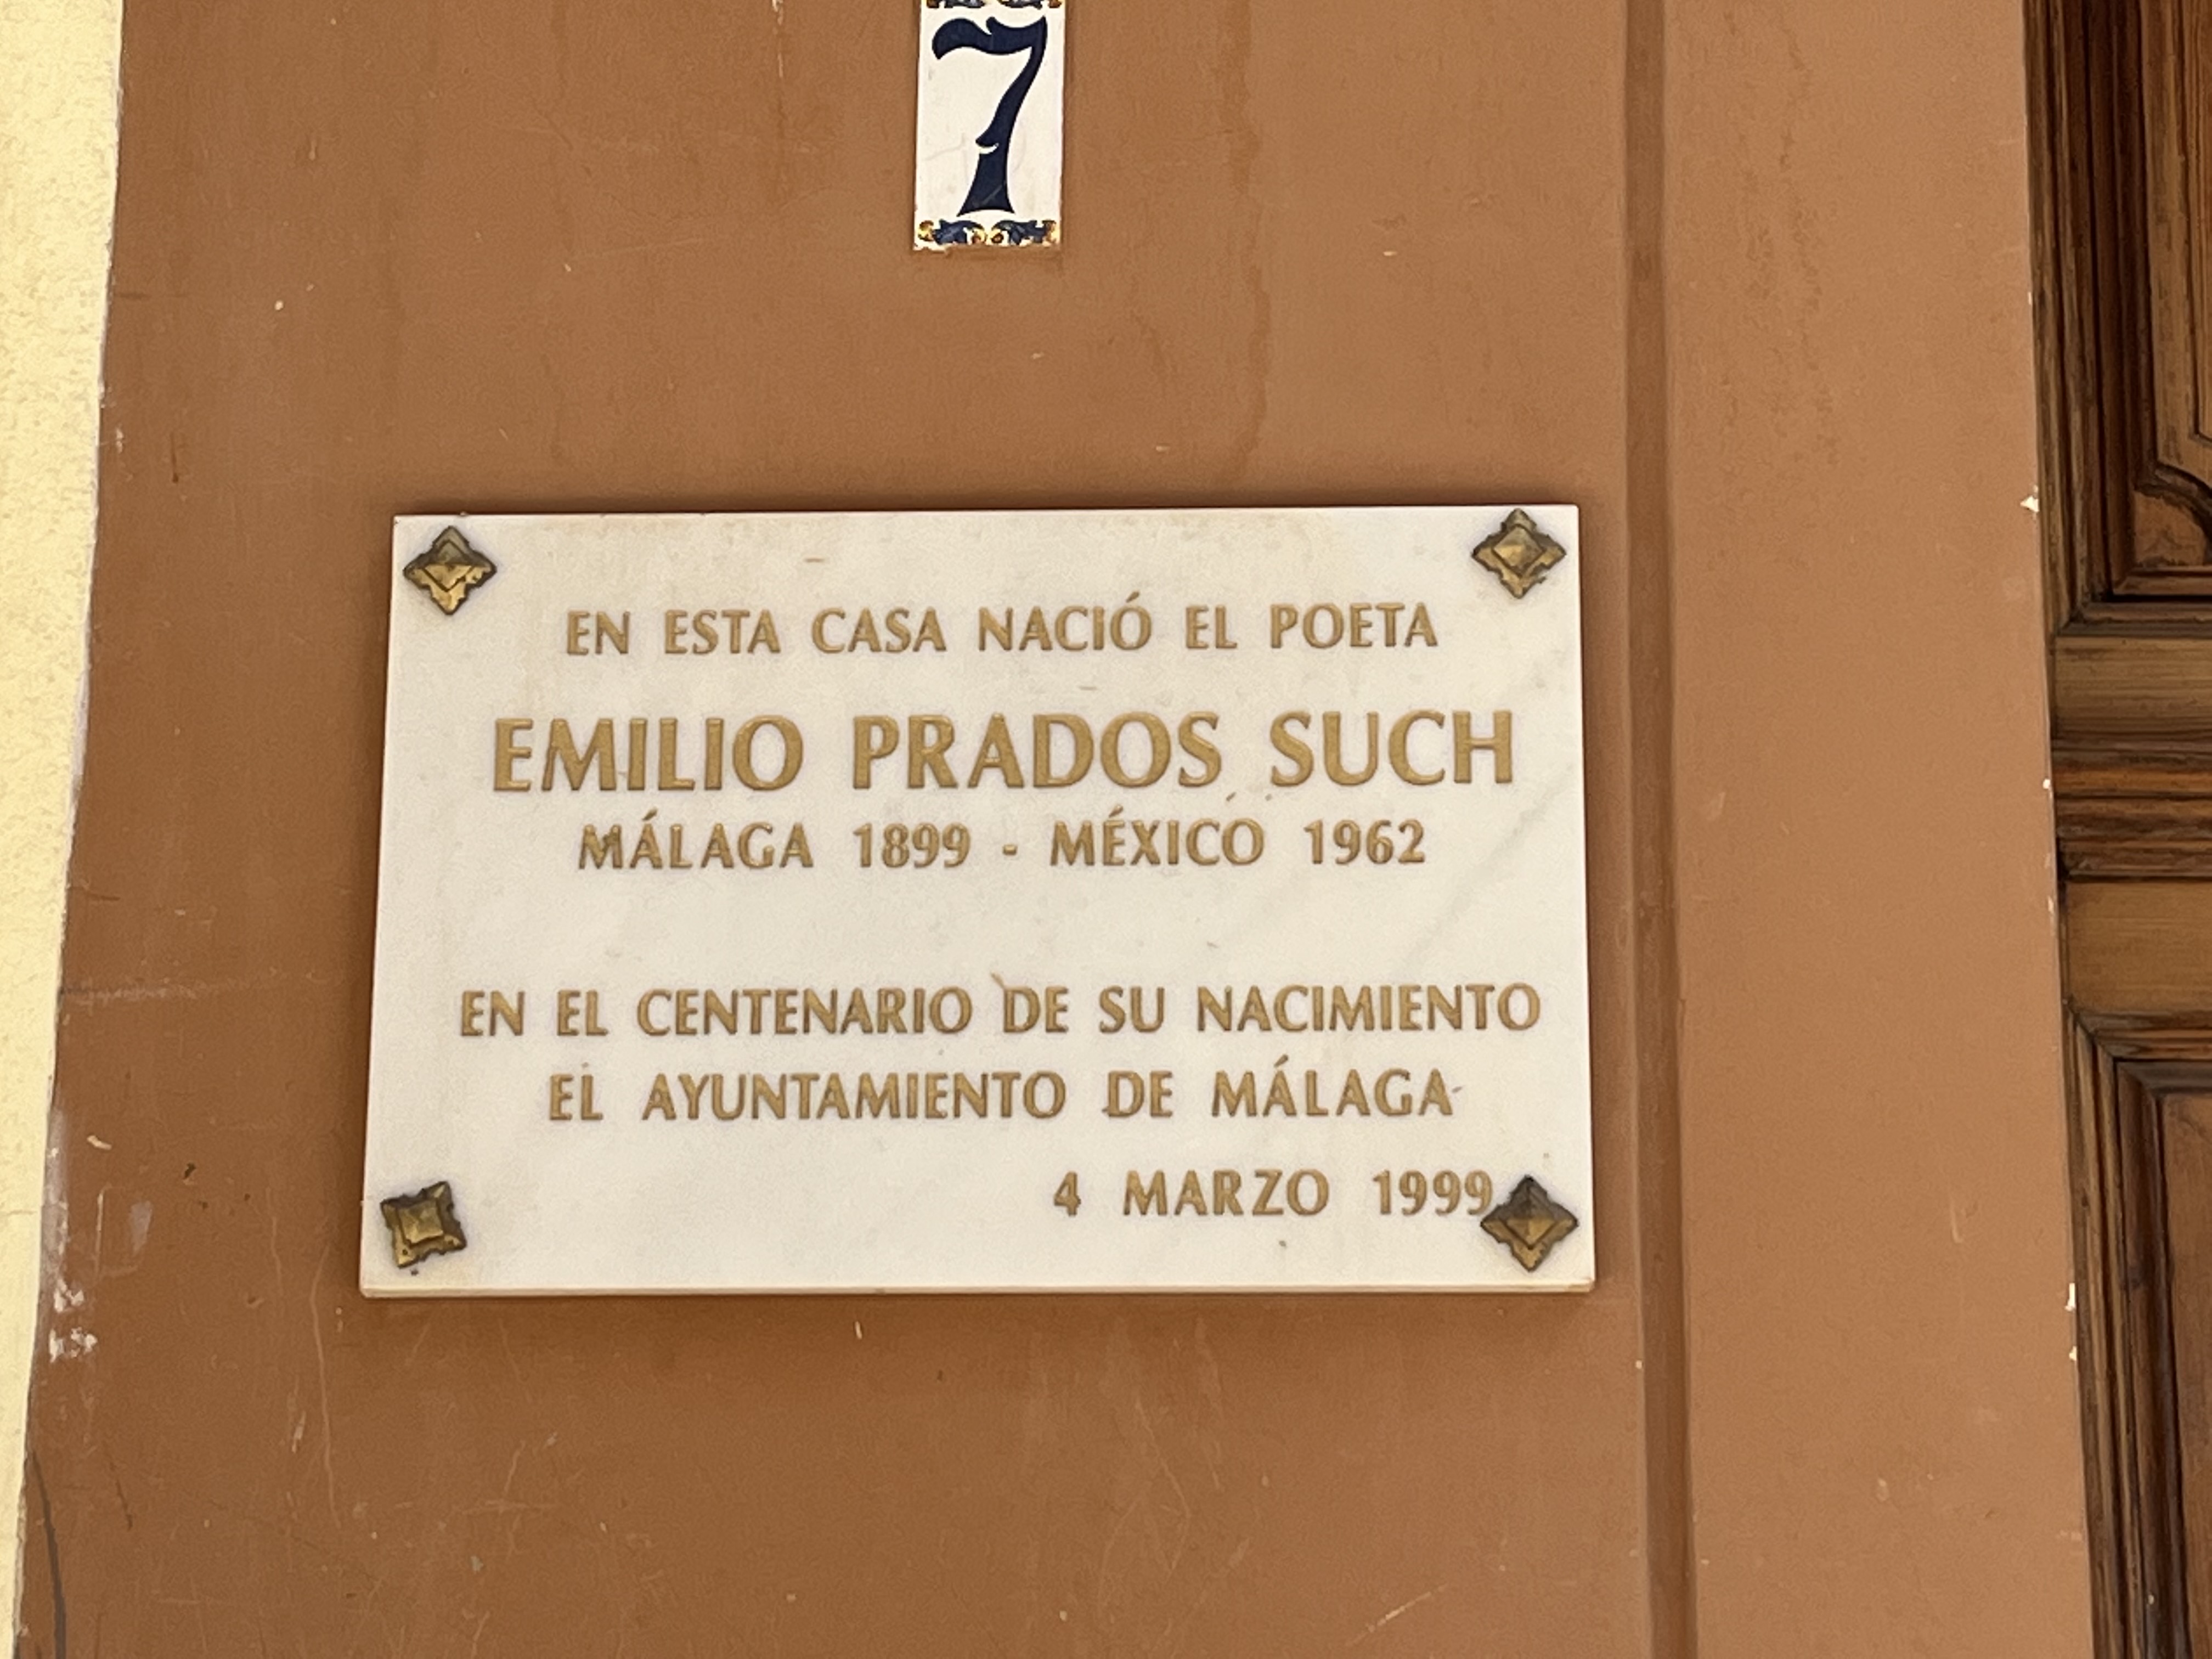 7
EN ESTA CASA NACIÓ EL POETA
EMILIO PRADOS SUCH
MÁLAGA 1899 - MÉXICO 1962
EN EL CENTENARIO DE SU NACIMIENTO
EL AYUNTAMIENTO DE MÁLAGA
4 MARZO 1999